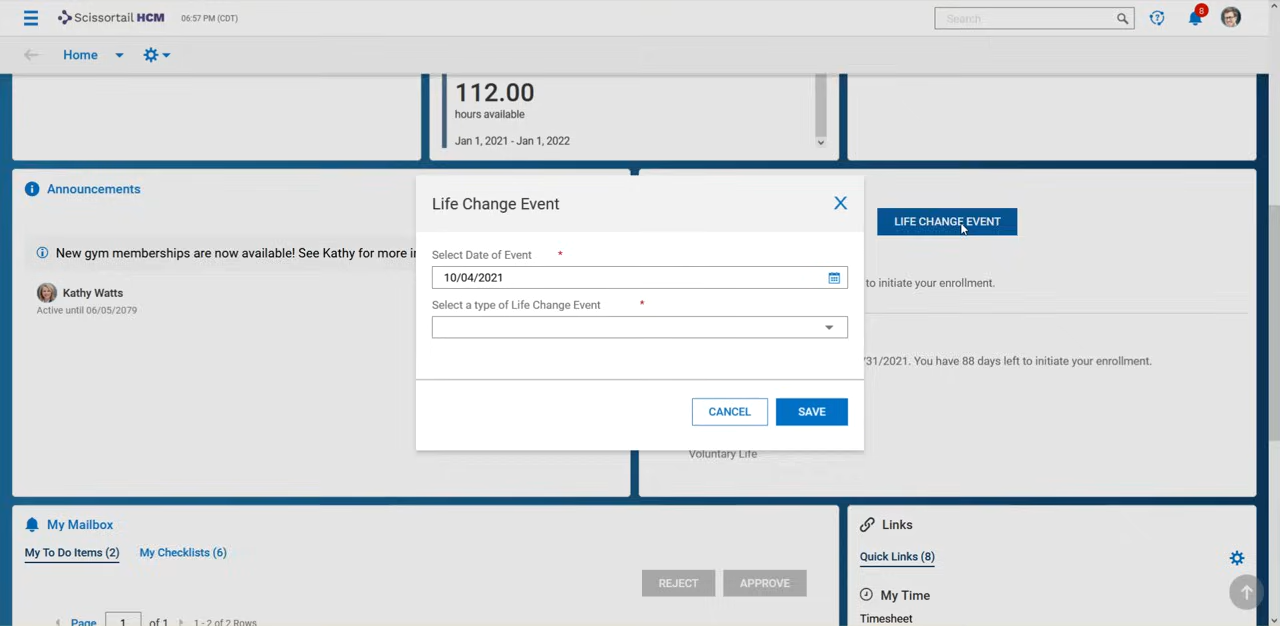 Scissortail HCM
06:57 PM (CDT)
Search
8
Home
112.00
hours available
Jan 1, 2021 - Jan 1, 2022
Announcements
New gym memberships are now available! See Kathy for more in
Kathy Watts
Active until 06/05/2079
Life Change Event
Select Date of Event *
10/04/2021
Select a type of Life Change Event *
CANCEL
SAVE
LIFE CHANGE EVENT
to initiate your enrollment.
/31/2021. You have 88 days left to initiate your enrollment.
Voluntary Life
My Mailbox
My To Do Items (2)
My Checklists (6)
REJECT
APPROVE
Page 1 of 1 1 - 2 of 2 Rows
Links
Quick Links (8)
My Time
Timesheet